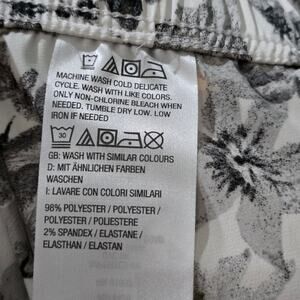 MACHINE WASH COLD DELICATE
CYCLE. WASH WITH LIKE COLORS.
ONLY NON-CHLORINE BLEACH WHEN
NEEDED. TUMBLE DRY LOW. LOW
IRON IF NEEDED
30
GB: WASH WITH SIMILAR COLOURS
D: MIT ÄHNLICHEN FARBEN
WASCHEN
I: LAVARE CON COLORI SIMILARI:
98% POLYESTER / POLYESTER /
POLYESTER / POLIESTERE
2% SPANDEX / ELASTANE /
ELASTHAN / ELASTAN